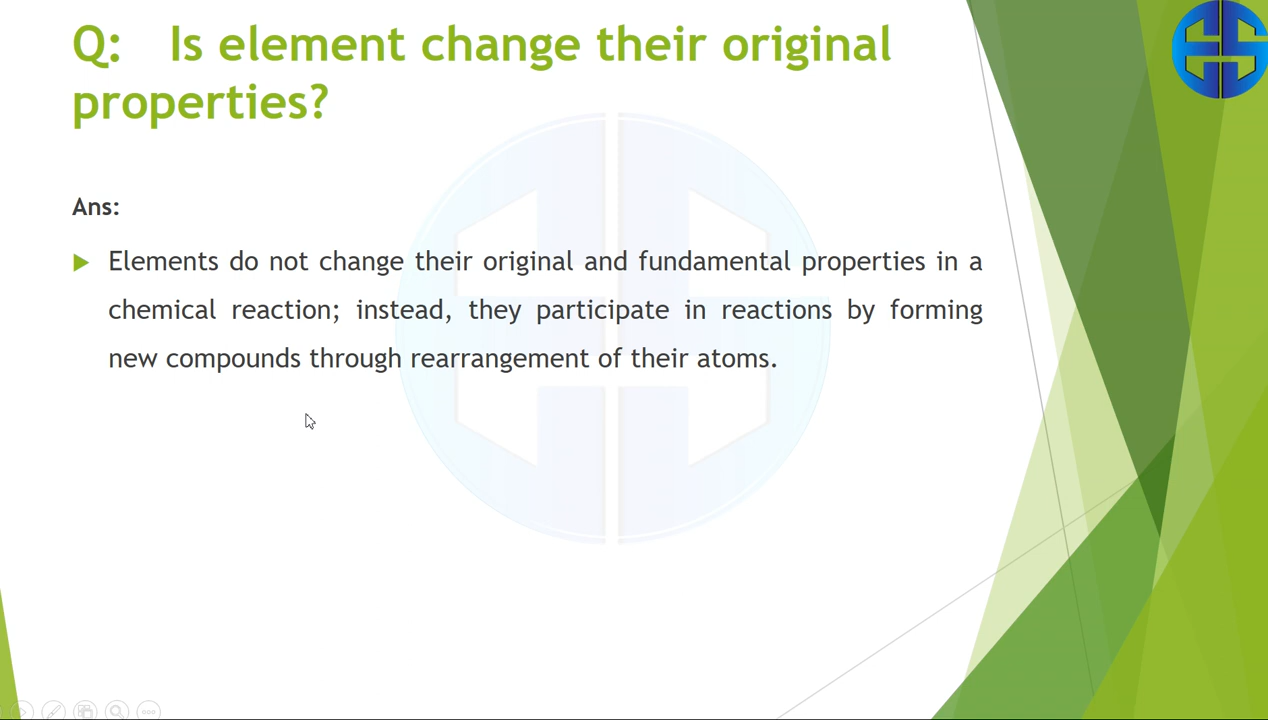 Q: Is element change their original
properties?
Ans:
Elements do not change their original and fundamental properties in a
chemical reaction; instead, they participate in reactions by forming
new compounds through rearrangement of their atoms.